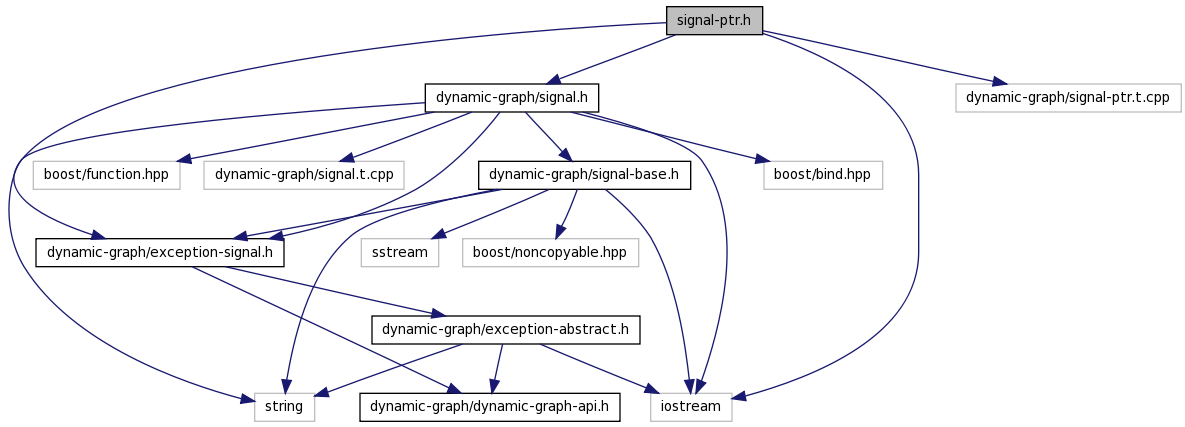 signal-ptr.h
dynamic-graph/signal.h
dynamic-graph/signal-ptr.t.cpp
boost/function.hpp
dynamic-graph/signal.t.cpp
dynamic-graph/signal-base.h
boost/bind.hpp
dynamic-graph/exception-signal.h
sstream
boost/noncopyable.hpp
dynamic-graph/exception-abstract.h
string
dynamic-graph/dynamic-graph-api.h
iostream